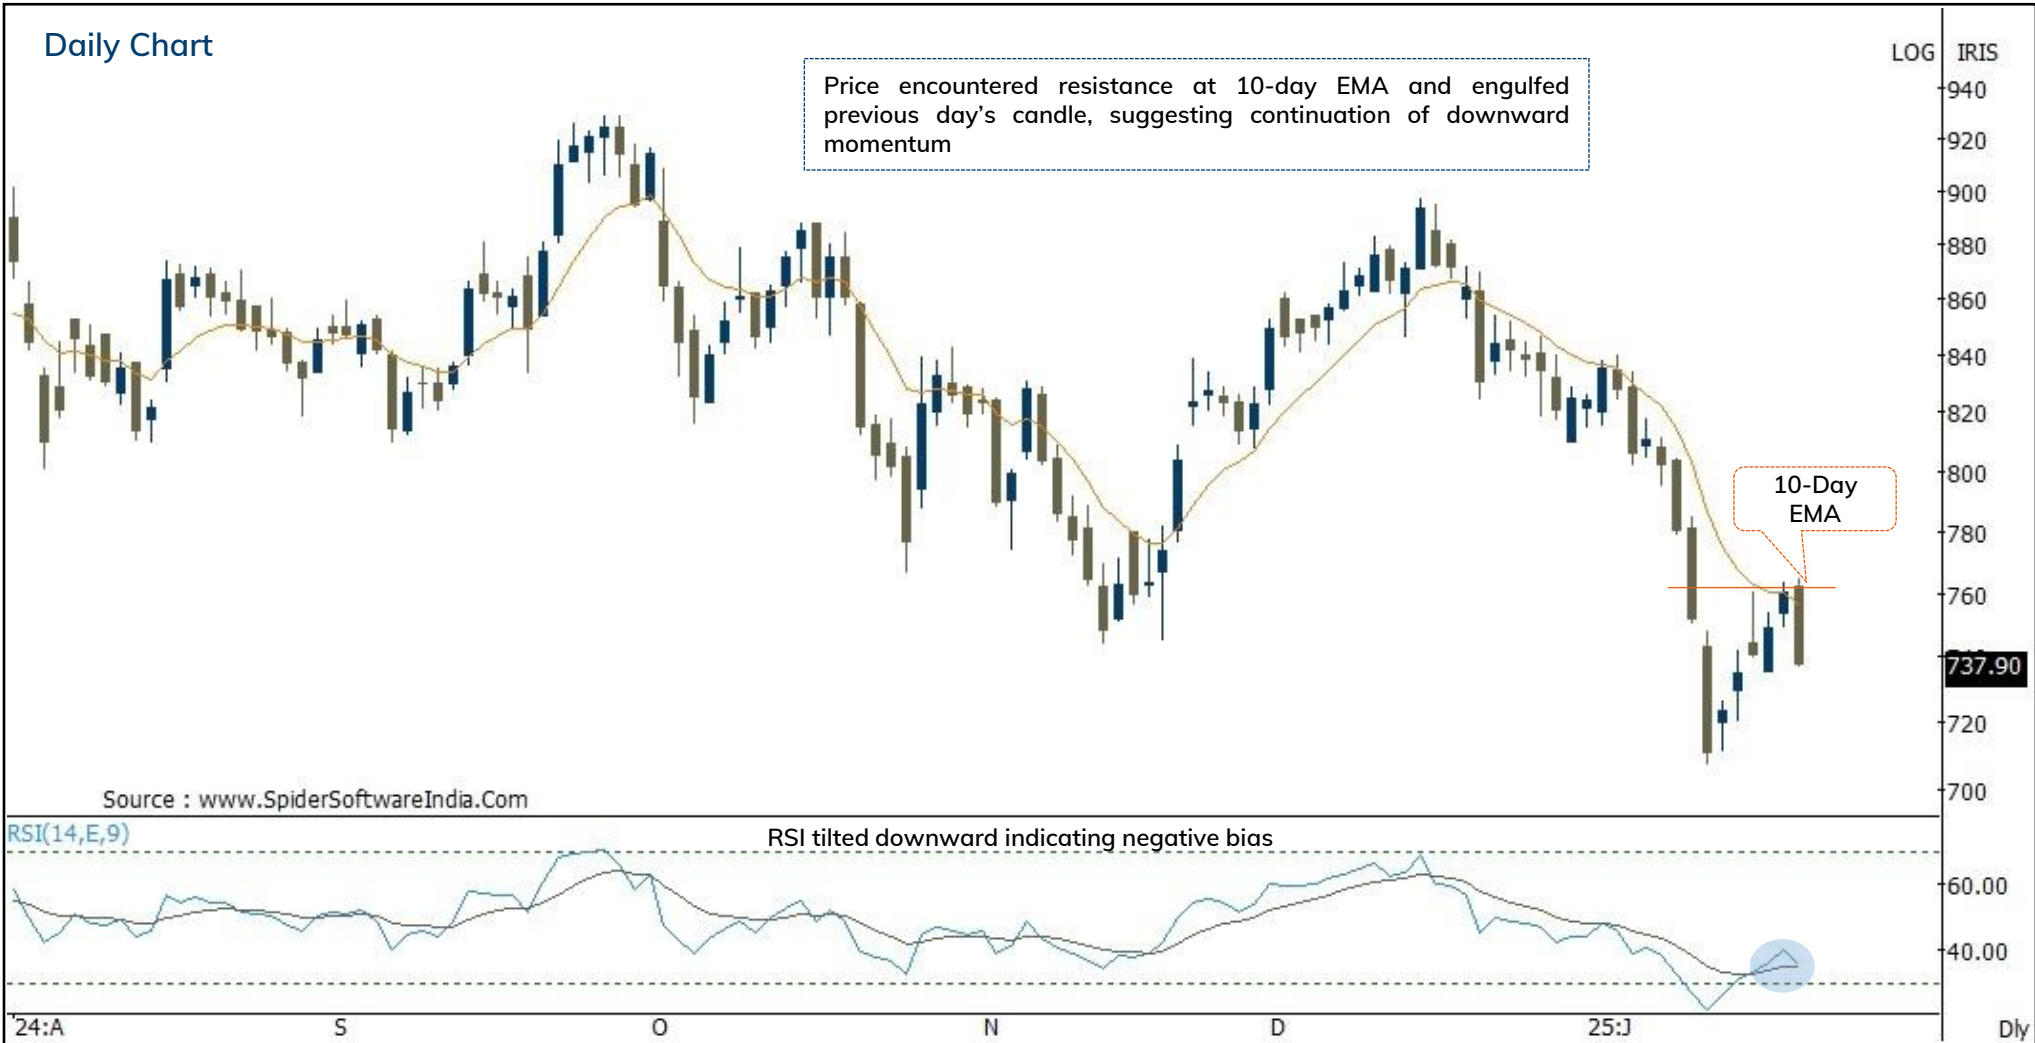 Daily Chart
LOG
IRIS
Price encountered resistance at 10-day EMA and engulfed
previous day’s candle, suggesting continuation of downward
momentum
940
920
900
880
860
840
820
800
780
760
737.90
720
700
10-Day
EMA
Source : www.SpiderSoftwareIndia.Com
RSI(14,E,9)
RSI tilted downward indicating negative bias
60.00
40.00
24:A
S
O
N
D
25:J
Dly